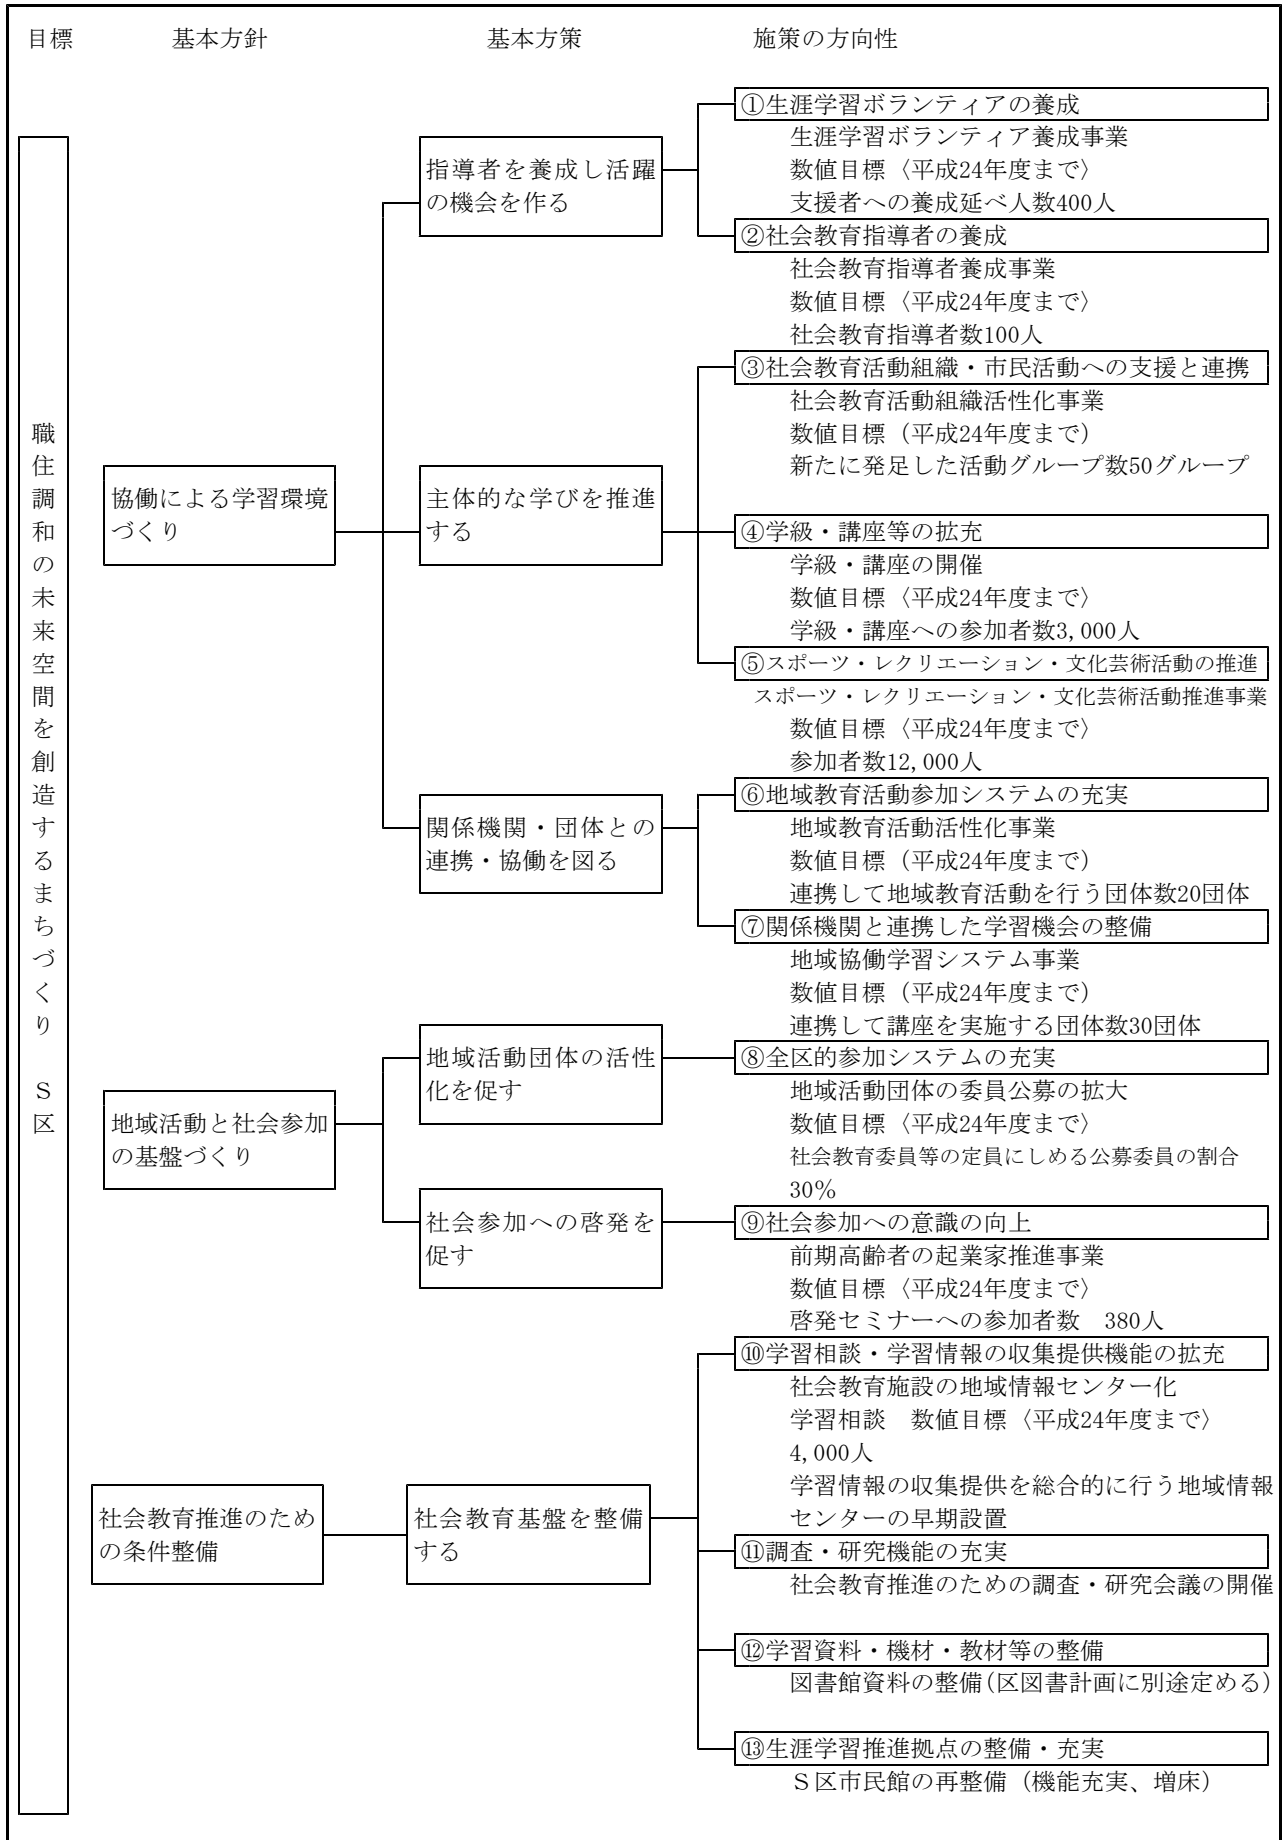 目標 基本方針 基本方策 施策の方向性
職住調和の未来空間を創造するまちづくり　Ｓ区
協働による学習環境
づくり
指導者を養成し活躍
の機会を作る
①生涯学習ボランティアの養成
生涯学習ボランティア養成事業
数値目標〈平成24年度まで〉
支援者への養成延べ人数400人
②社会教育指導者の養成
社会教育指導者養成事業
数値目標〈平成24年度まで〉
社会教育指導者数100人
主体的な学びを推進
する
③社会教育活動組織・市民活動への支援と連携
社会教育活動組織活性化事業
数値目標（平成24年度まで）
新たに発足した活動グループ数50グループ
④学級・講座等の拡充
学級・講座の開催
数値目標〈平成24年度まで〉
学級・講座への参加者数3,000人
⑤スポーツ・レクリエーション・文化芸術活動の推進
スポーツ・レクリエーション・文化芸術活動推進事業
数値目標〈平成24年度まで〉
参加者数12,000人
関係機関・団体との
連携・協働を図る
⑥地域教育活動参加システムの充実
地域教育活動活性化事業
数値目標（平成24年度まで）
連携して地域教育活動を行う団体数20団体
⑦関係機関と連携した学習機会の整備
地域協働学習システム事業
数値目標（平成24年度まで）
連携して講座を実施する団体数30団体
地域活動と社会参加
の基盤づくり
地域活動団体の活性
化を促す
⑧全区的参加システムの充実
地域活動団体の委員公募の拡大
数値目標〈平成24年度まで〉
社会教育委員等の定員にしめる公募委員の割合
30％
社会参加への啓発を
促す
⑨社会参加への意識の向上
前期高齢者の起業家推進事業
数値目標〈平成24年度まで〉
啓発セミナーへの参加者数　380人
社会教育推進のため
の条件整備
社会教育基盤を整備
する
⑩学習相談・学習情報の収集提供機能の拡充
社会教育施設の地域情報センター化
学習相談　数値目標〈平成24年度まで〉
4,000人
学習情報の収集提供を総合的に行う地域情報
センターの早期設置
⑪調査・研究機能の充実
社会教育推進のための調査・研究会議の開催
⑫学習資料・機材・教材等の整備
図書館資料の整備(区図書計画に別途定める)
⑬生涯学習推進拠点の整備・充実
Ｓ区市民館の再整備（機能充実、増床）